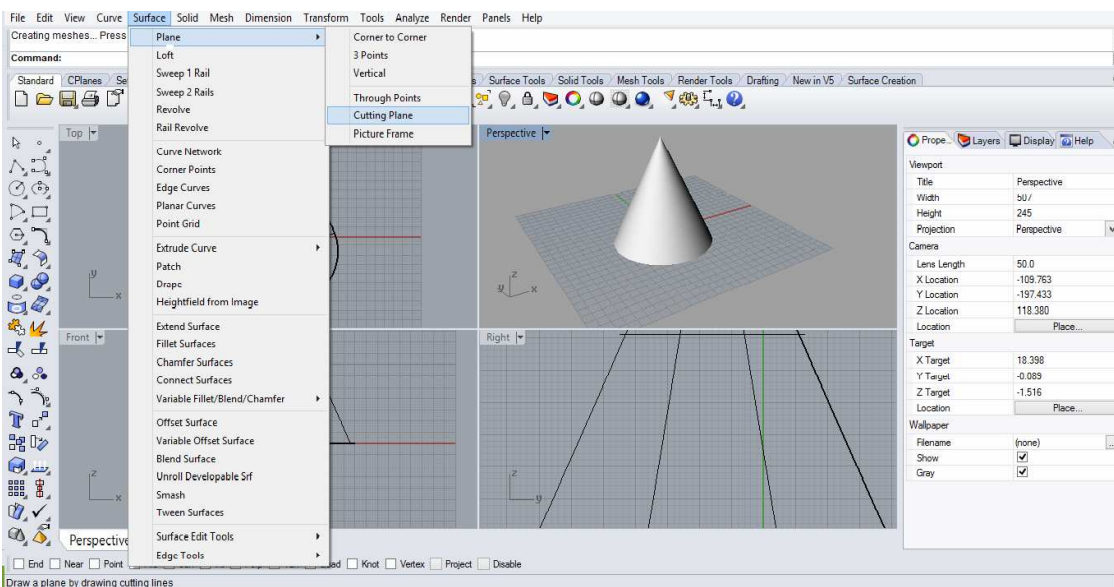 File Edit View Curve Surface Solid Mesh Dimension Transform Tools Analyze Render Panels Help
Creating meshes... Press
Command:
Standard CPlanes Se
s Surface Tools Solid Tools Mesh Tools Render Tools Drafting New in V5 Surface Creation
Plane
Loft
Sweep 1 Rail
Sweep 2 Rails
Revolve
Rail Revolve
Curve Network
Corner Points
Edge Curves
Planar Curves
Point Grid
Extrude Curve
Patch
Drape
Heightfield from Image
Extend Surface
Fillet Surfaces
Chamfer Surfaces
Connect Surfaces
Variable Fillet/Blend/Chamfer
Offset Surface
Variable Offset Surface
Blend Surface
Unroll Developable Srf
Smash
Tween Surfaces
Surface Edit Tools
Edge Tools
Corner to Corner
3 Points
Vertical
Through Points
Cutting Plane
Picture Frame
Top
y
x
Perspective
z
y x
Front
z
x
Right
z
y
Prope... Layers Display Help
Viewport
Title Perspective
Width 507
Height 245
Projection Perspective
Camera
Lens Length 50.0
X Location -109.763
Y Location -197.433
Z Location 118.380
Location Place...
Target
X Target 18.398
Y Target -0.089
Z Target -1.516
Location Place...
Wallpaper
Filename (none) ...
Show
Gray
Perspective
End Near Point
Knot Vertex Project Disable
Draw a plane by drawing cutting lines